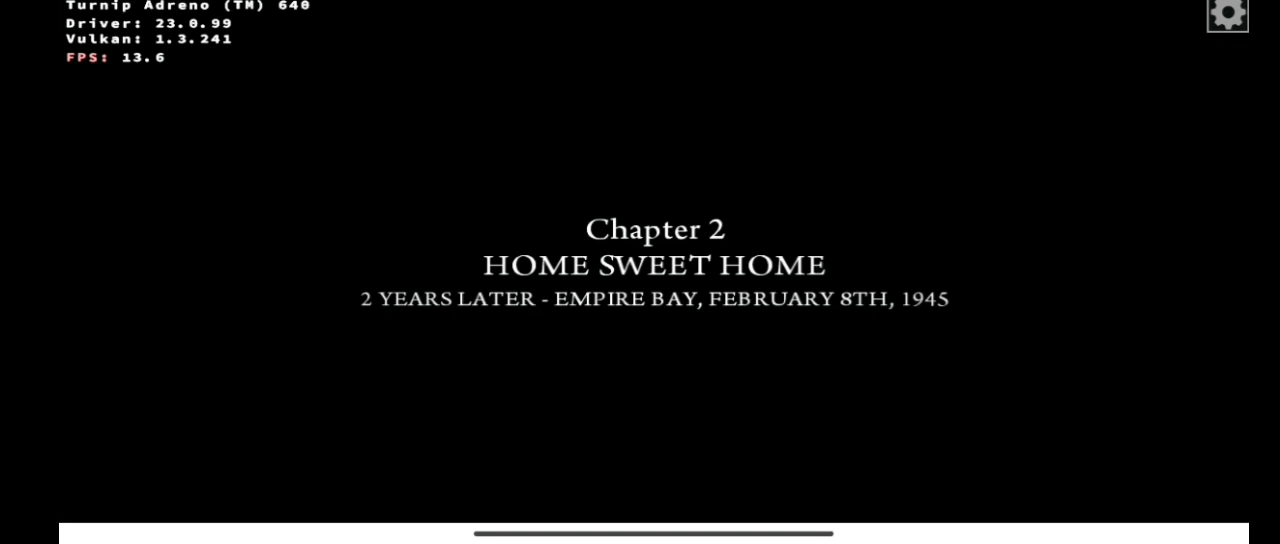 Turnip Adreno (TM) 640
Driver: 23.0.99
Vulkan: 1.3.241
FPS: 13.6
Chapter 2
HOME SWEET HOME
2 YEARS LATER - EMPIRE BAY, FEBRUARY 8TH, 1945